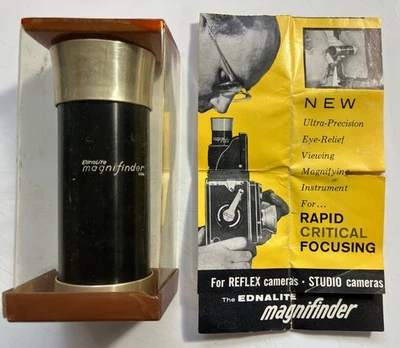 EDNALITE
magnifinder
NEW
Ultra-Precision
Eye-Relief
Viewing
Magnifying
Instrument
For...
RAPID
CRITICAL
FOCUSING
For REFLEX cameras · STUDIO cameras
The EDNALITE
magnifinder